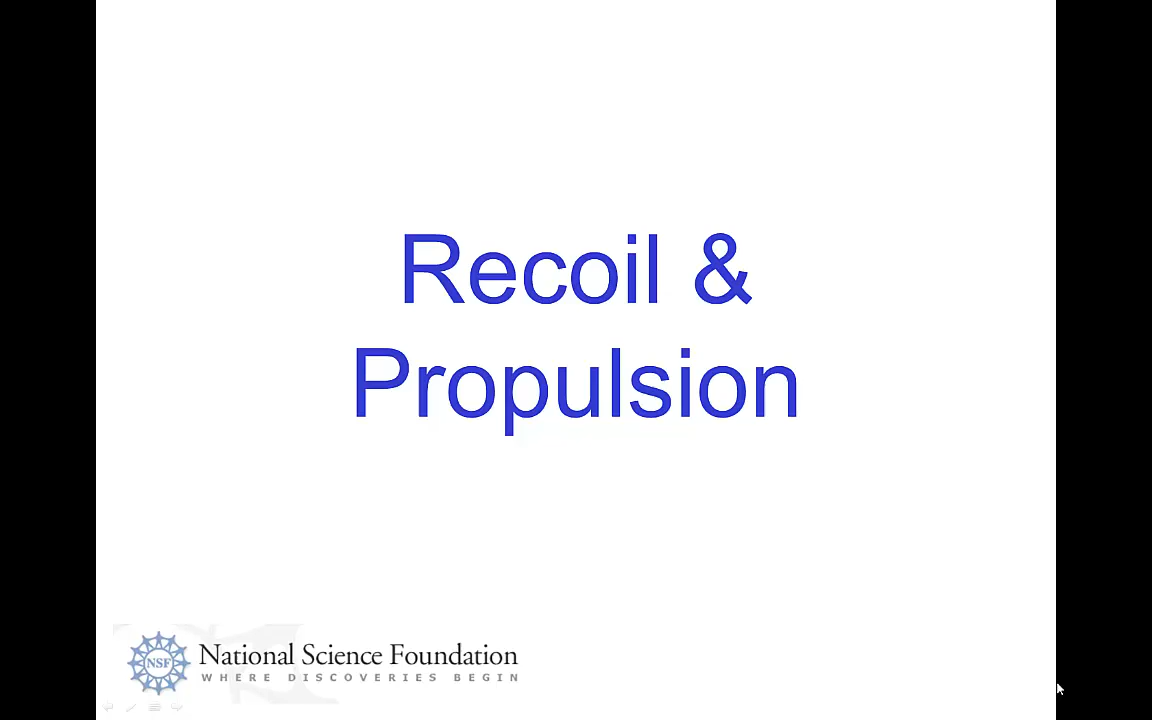 Recoil &
Propulsion
NSF
National Science Foundation
WHERE DISCOVERIES BEGIN